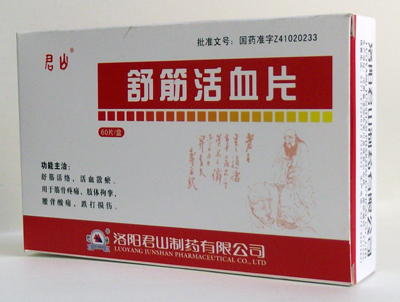 批准文号：国药准字Z41020233
君山®
舒筋活血片
60片/盒
功能主治：
舒筋活络，活血散瘀。
用于筋骨疼痛，肢体拘挛，
腰背酸痛，跌打损伤。
洛阳君山制药有限公司
LUOYANG JUNSHAN PHARMACEUTICAL CO., LTD